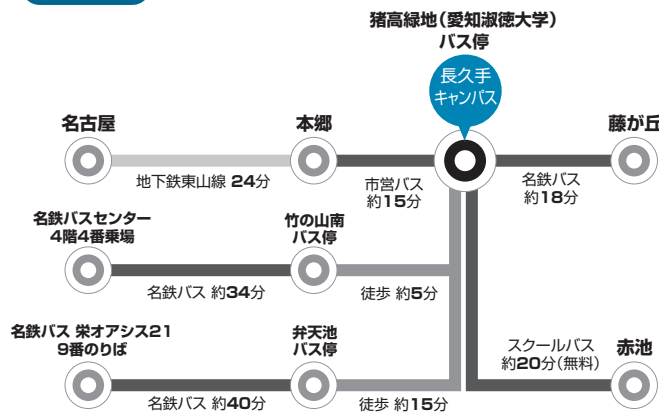 猪高緑地（愛知淑徳大学）
バス停
長久手
キャンパス
名古屋
本郷
藤が丘
地下鉄東山線 24分
市営バス
約15分
名鉄バス
約18分
名鉄バスセンター
4階4番乗場
竹の山南
バス停
名鉄バス 約34分
徒歩 約5分
名鉄バス 栄オアシス21
9番のりば
弁天池
バス停
スクールバス
約20分（無料）
赤池
名鉄バス 約40分
徒歩 約15分